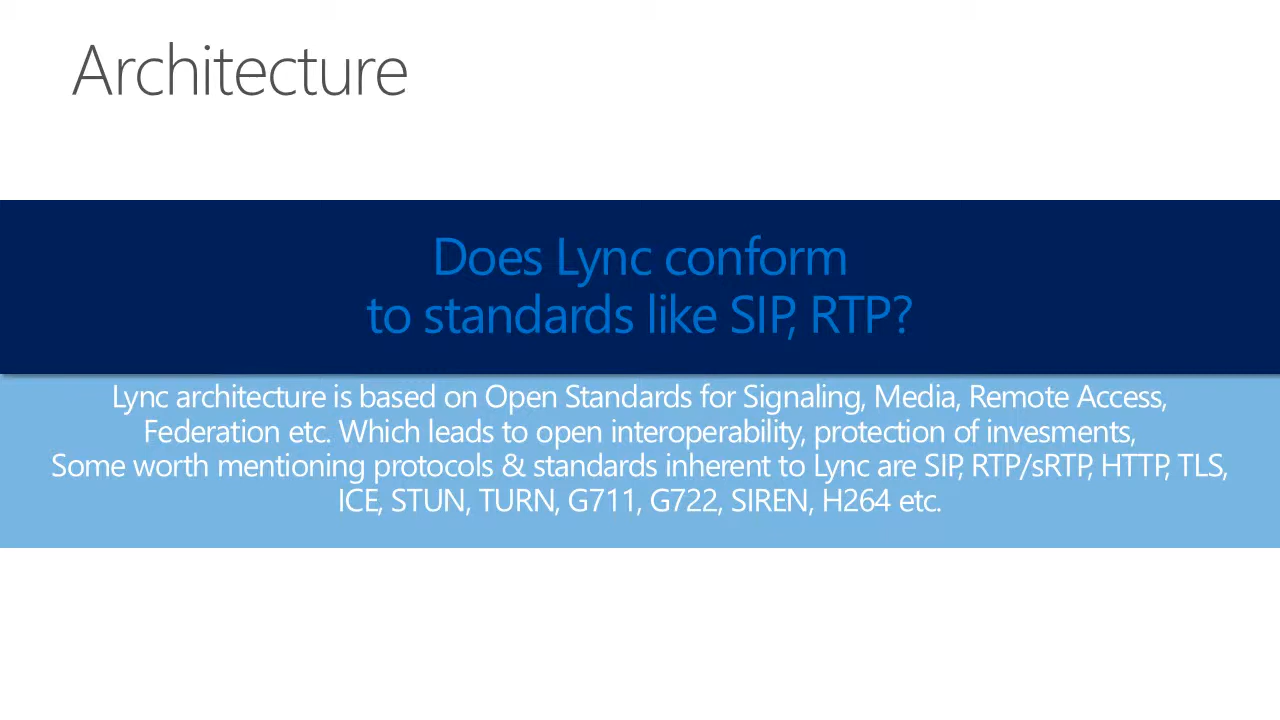 Architecture
Does Lync conform
to standards like SIP, RTP?
Lync architecture is based on Open Standards for Signaling, Media, Remote Access,
Federation etc. Which leads to open interoperability, protection of invesments,
Some worth mentioning protocols & standards inherent to Lync are SIP, RTP/sRTP, HTTP, TLS,
ICE, STUN, TURN, G711, G722, SIREN, H264 etc.